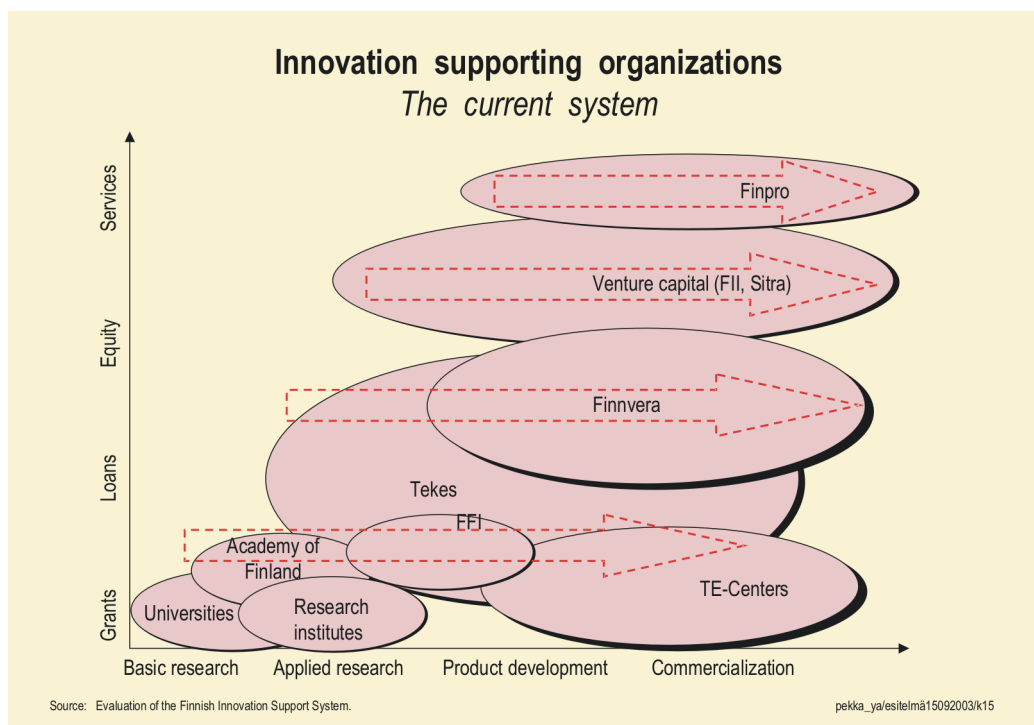 Innovation supporting organizations
The current system
Services
Equity
Loans
Grants
Finpro
Venture capital (FII, Sitra)
Finnvera
Tekes
FFI
Academy of
Finland
Universities
Research
institutes
TE-Centers
Basic research
Applied research
Product development
Commercialization
Source: Evaluation of the Finnish Innovation Support System.
pekka_ya/esitelmä15092003/k15